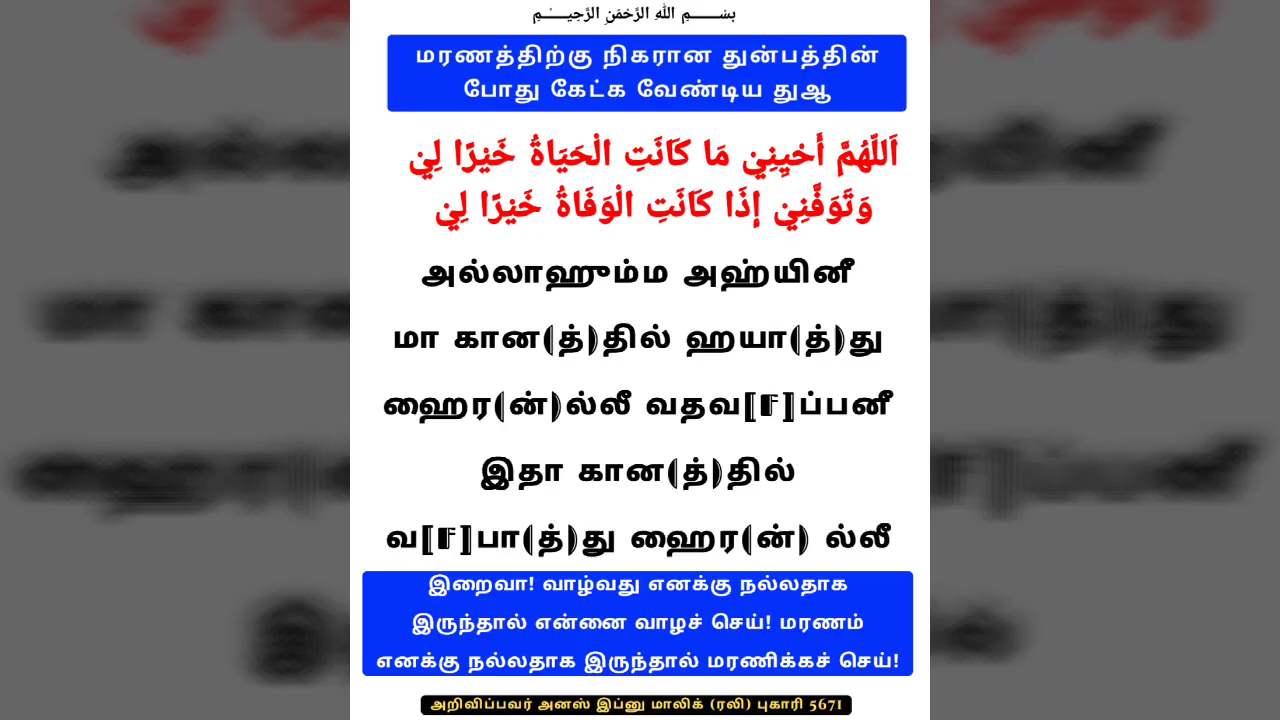 بِسْــــــمِ اللهِ الرَّحْمَنِ الرَّحِيـــــمِ
மரணத்திற்கு நிகரான துன்பத்தின்
போது கேட்க வேண்டிய துஆ
اَللّهُمَّ أَحْيِنِيْ مَا كَانَتِ الْحَيَاةُ خَيْرًا لِيْ
وَتَوَفَّنِيْ إِذَا كَانَتِ الْوَفَاةُ خَيْرًا لِيْ
அல்லாஹும்ம அஹ்யினீ
மா கான(த்)தில் ஹயா(த்)து
ஹைர(ன்)ல்லீ வதவ[F]ப்பனீ
இதா கான(த்)தில்
வ[F]பா(த்)து ஹைர(ன்) ல்லீ
இறைவா! வாழ்வது எனக்கு நல்லதாக
இருந்தால் என்னை வாழச் செய்! மரணம்
எனக்கு நல்லதாக இருந்தால் மரணிக்கச் செய்!
அறிவிப்பவர் அனஸ் இப்னு மாலிக் (ரலி) புகாரி 5671